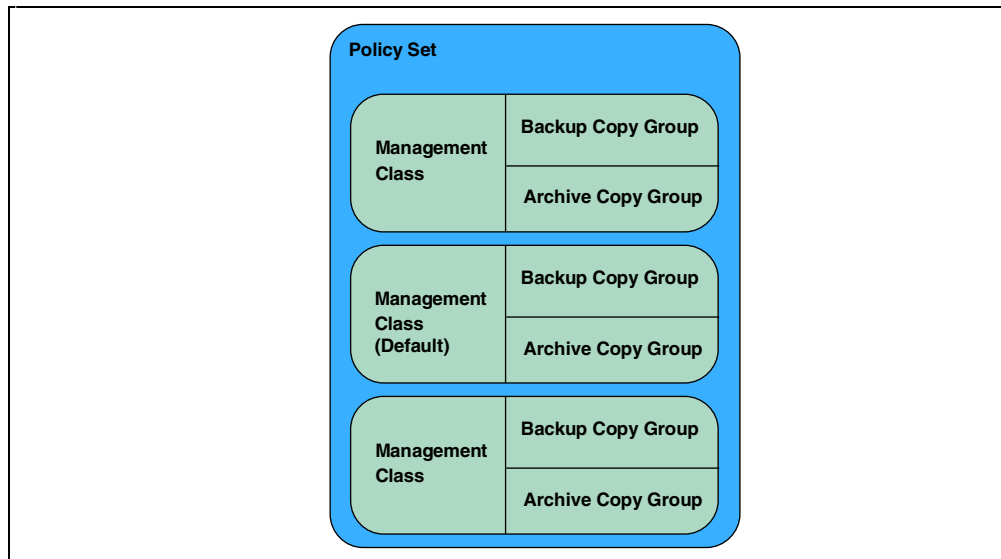 Policy Set
Management
Class
Backup Copy Group
Archive Copy Group
Management
Class
(Default)
Backup Copy Group
Archive Copy Group
Management
Class
Backup Copy Group
Archive Copy Group